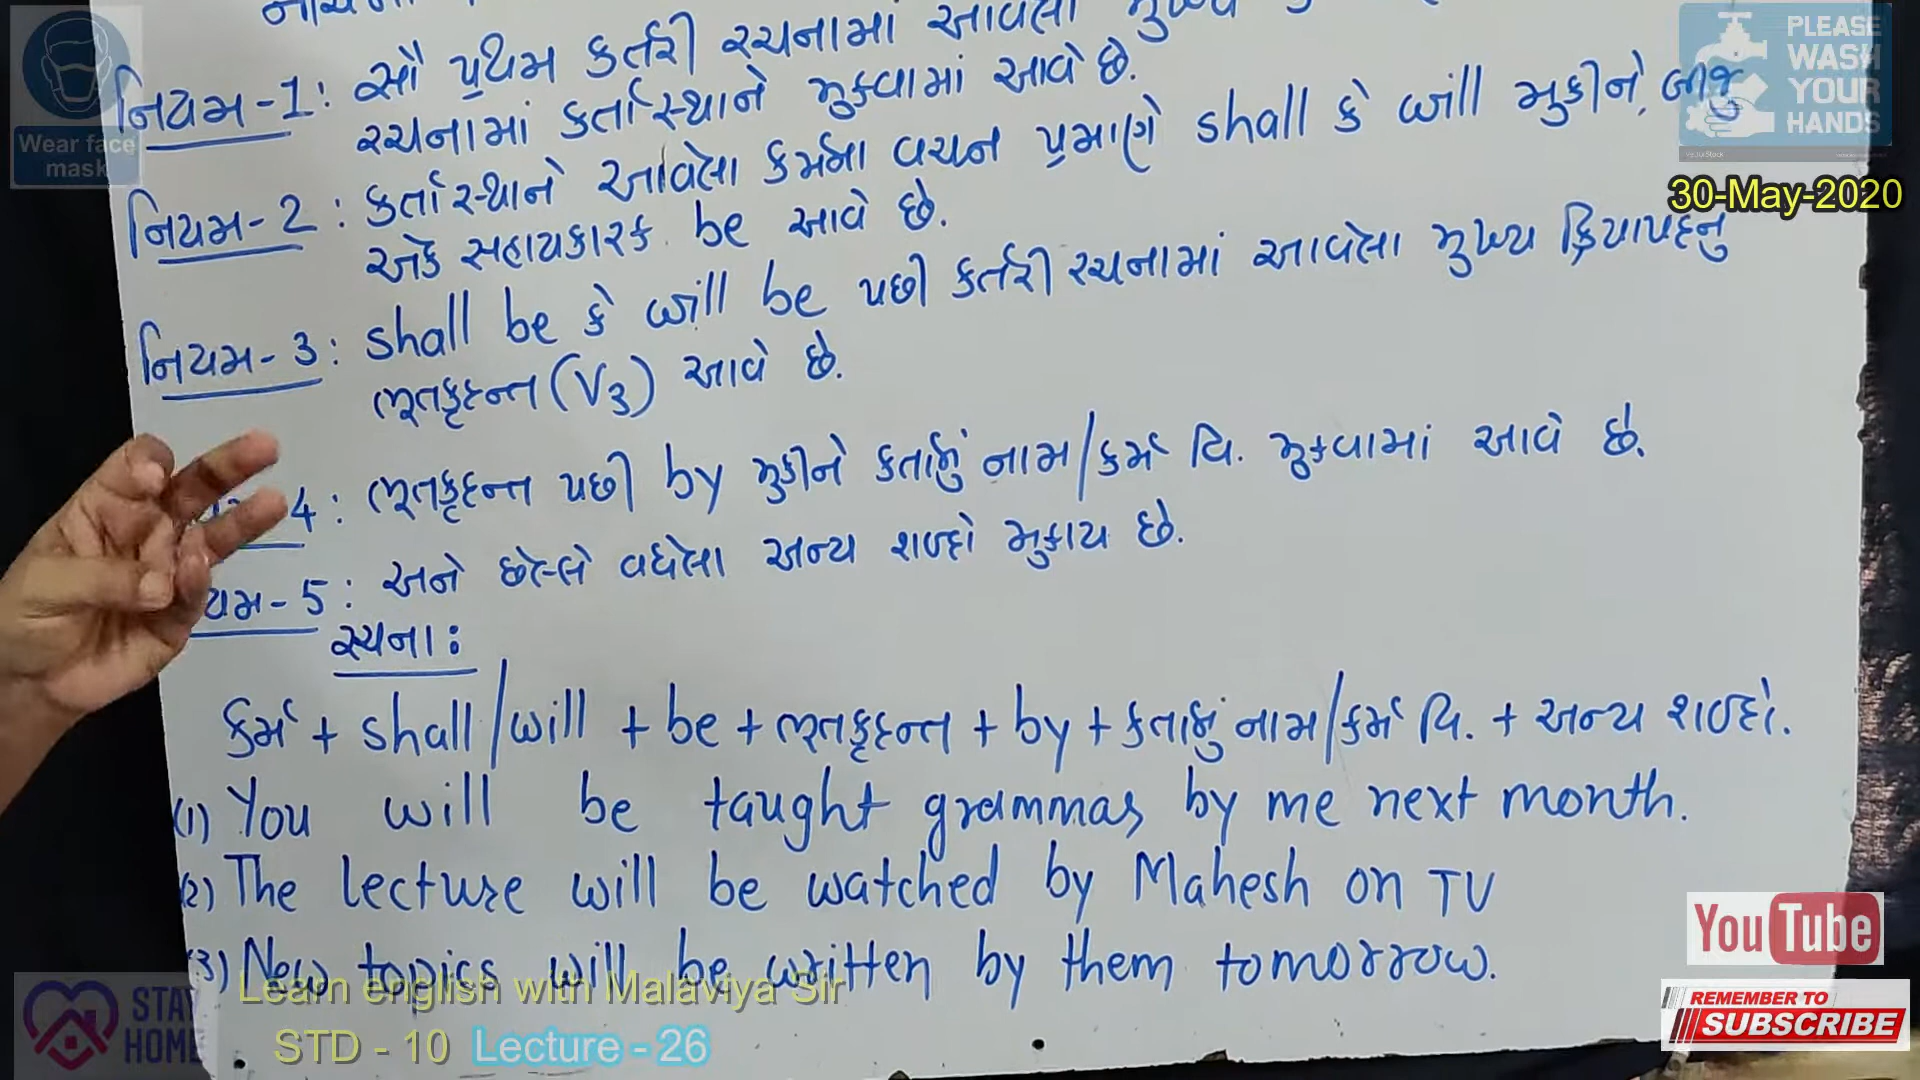 નિયમ-1: સૌ પ્રથમ કર્તરી રચનામાં આવેલા મુખ્ય
રચનામાં કર્તાસ્થાને મુકવામાં આવે છે.
નિયમ-2: કર્તાસ્થાને આવેલા કર્મના વચન પ્રમાણે shall કે will મુકીને, બીજુ
એક સહાયકારક be આવે છે.
નિયમ-3: shall be કે will be પછી કર્તરી રચનામાં આવેલા મુખ્ય ક્રિયાપદનુ
ભૂતકૃદન્ત (V3) આવે છે.
4: ભૂતકૃદન્ત પછી by મુકીને કર્તાનું નામ/કર્મ વિ. મુકવામાં આવે છે.
યમ-5: અને છેલ્લે વધેલા અન્ય શબ્દો મુકાય છે.
રચના:
કર્મ + shall/will + be + ભૂતકૃદન્ત + by + કર્તાનું નામ/કર્મ વિ. + અન્ય શબ્દો.
(1) You will be taught grammar by me next month.
(2) The lecture will be watched by Mahesh on TV
(3) New topics will be written by them tomorrow.
Wear face
mask
PLEASE
WASH
YOUR
HANDS
30-May-2020
STAY
HOME
Learn english with Malaviya Sir
STD - 10 Lecture - 26
YouTube
REMEMBER TO
SUBSCRIBE